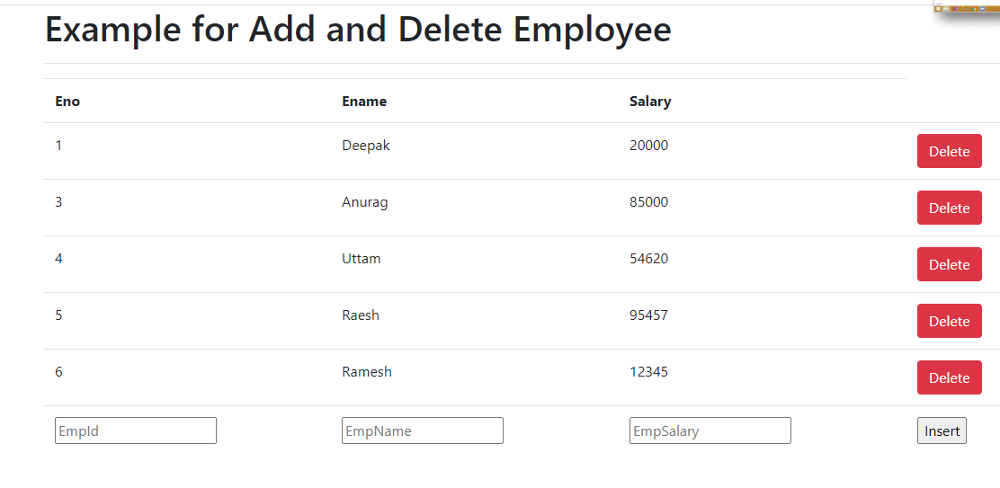 Example for Add and Delete Employee
Eno Ename Salary
1 Deepak 20000 Delete
3 Anurag 85000 Delete
4 Uttam 54620 Delete
5 Raesh 95457 Delete
6 Ramesh 12345 Delete
EmpId EmpName EmpSalary Insert